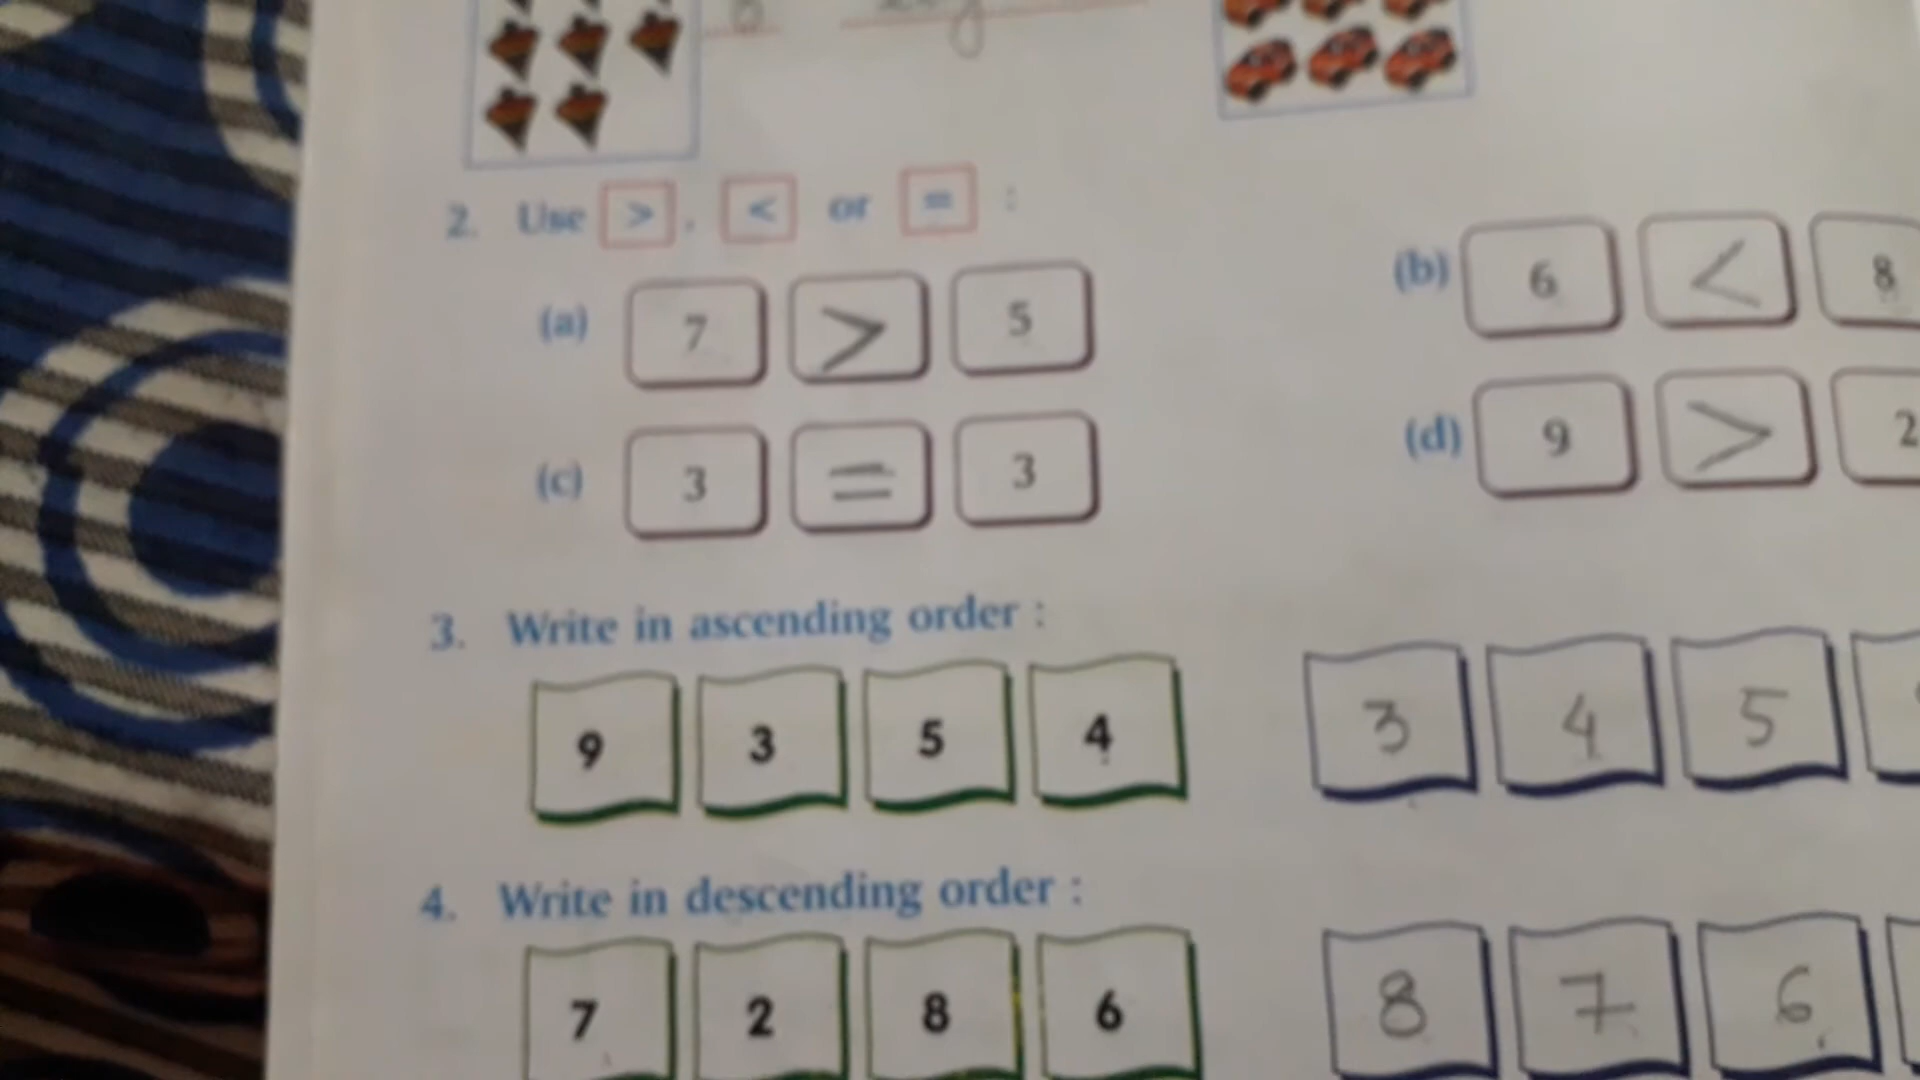 8
2. Use > , < or = :
(a) 7 > 5 (b) 6 < 8
(c) 3 = 3 (d) 9 > 2
3. Write in ascending order :
9 3 5 4 3 4 5
4. Write in descending order :
7 2 8 6 8 7 6